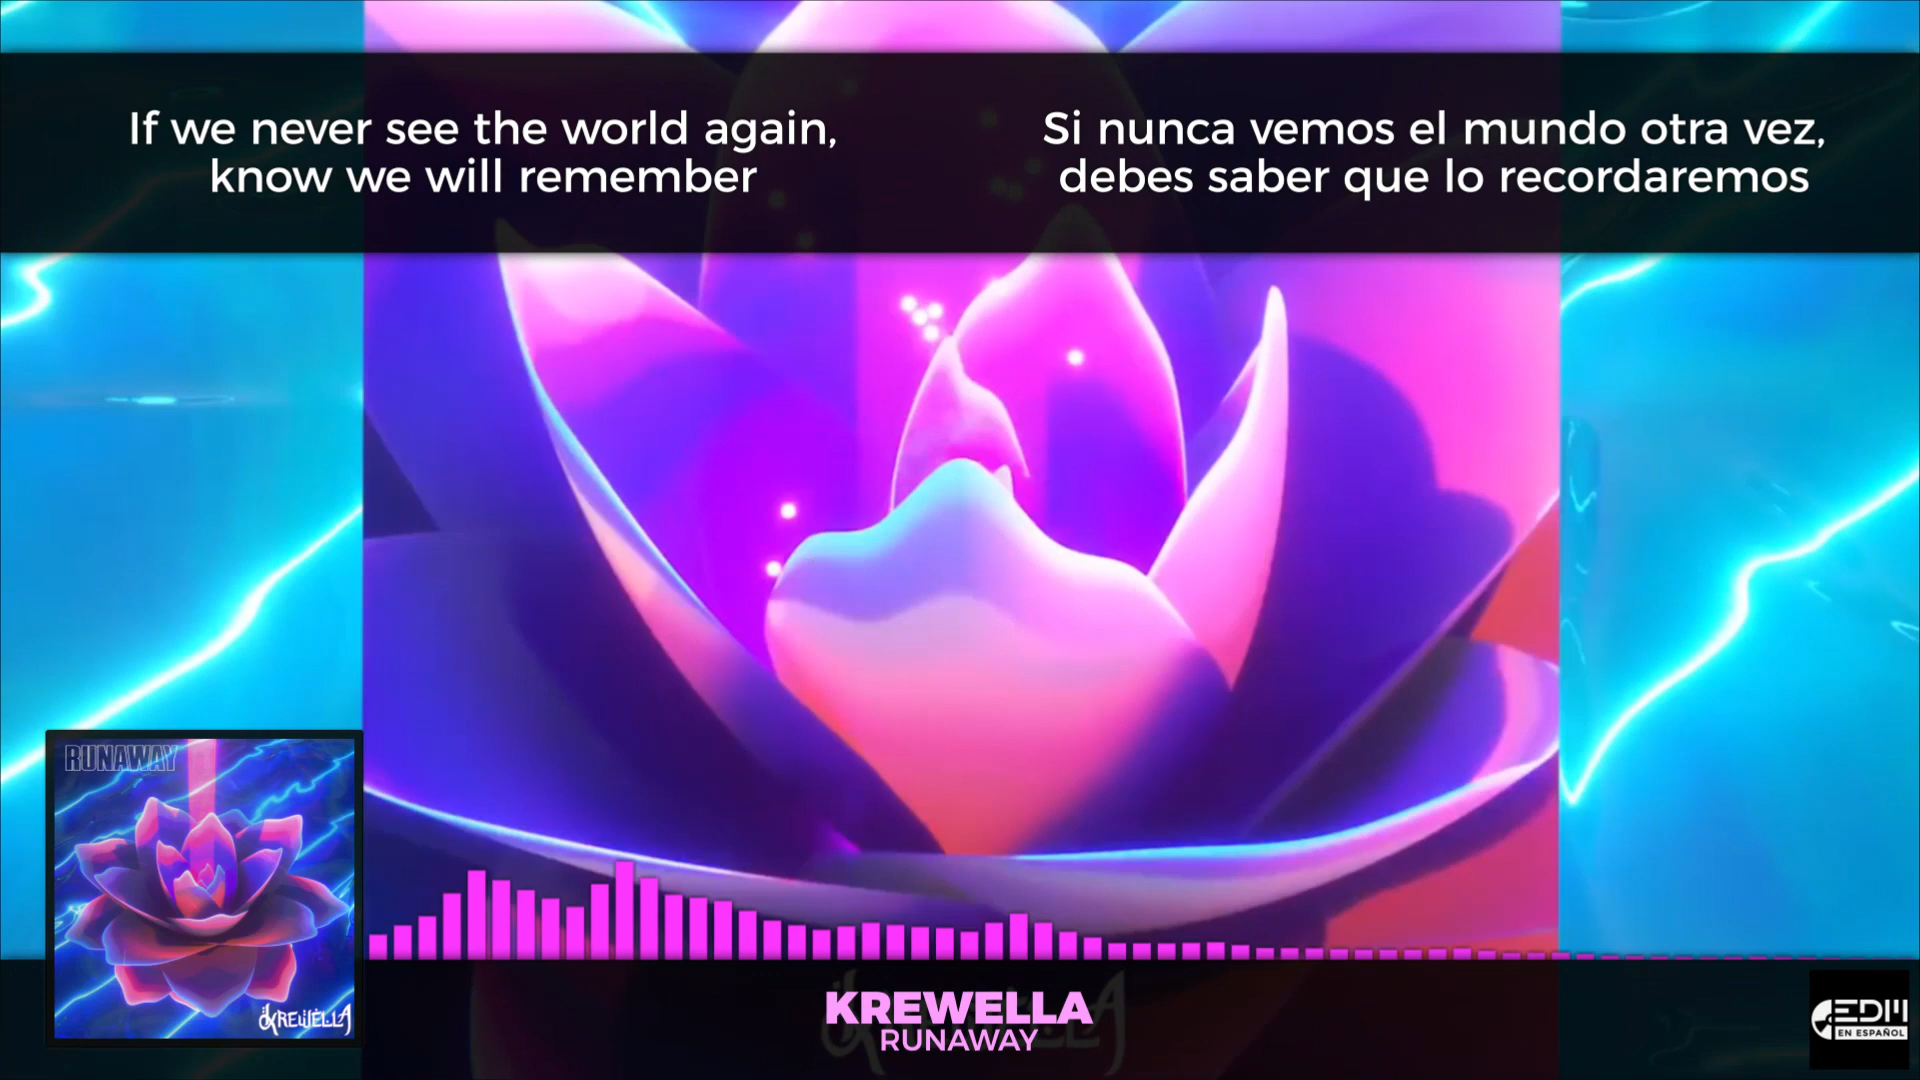 If we never see the world again,
know we will remember
Si nunca vemos el mundo otra vez,
debes saber que lo recordaremos
RUNAWAY
KREWELLA
KREWELLA
RUNAWAY
EDM
EN ESPAÑOL